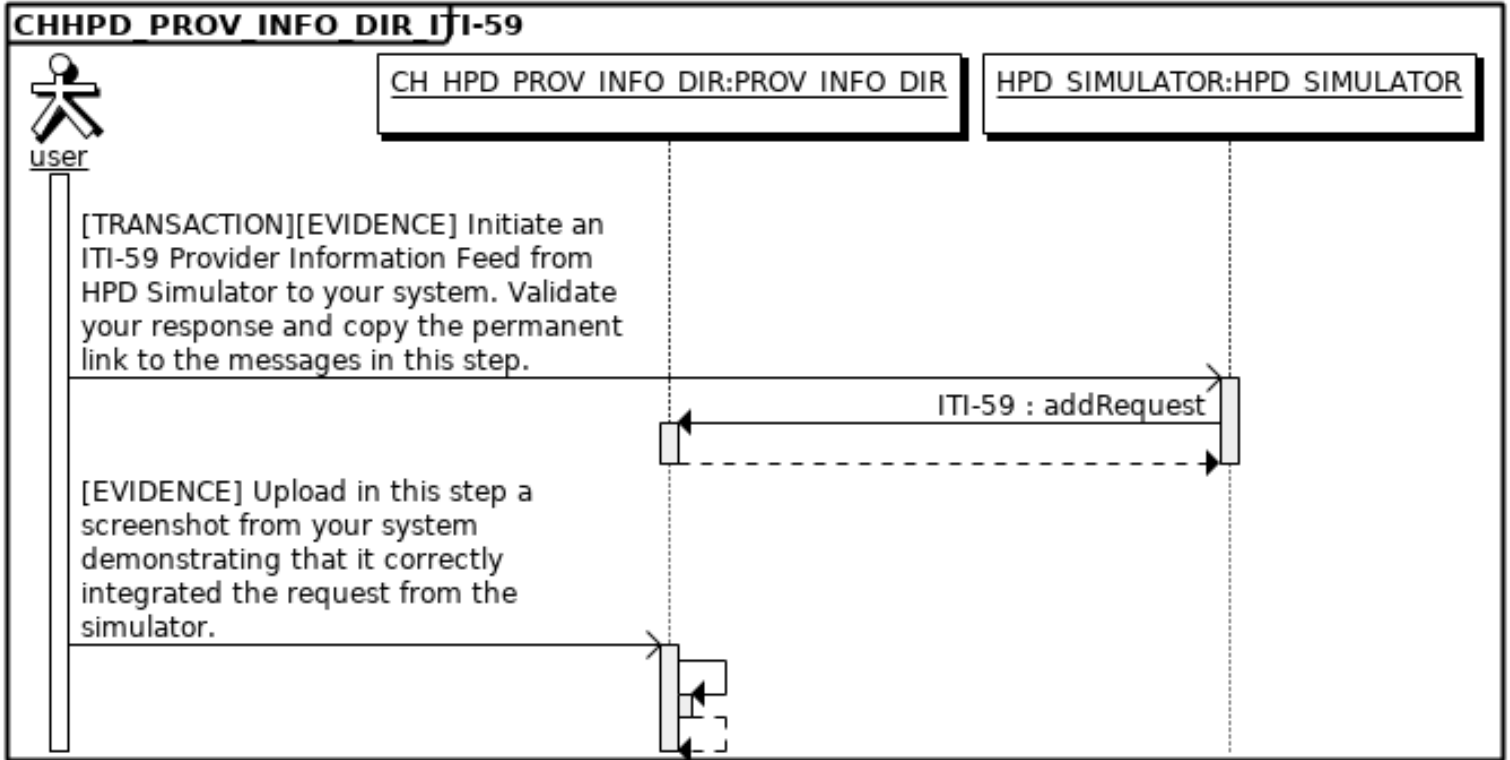 CHHPD_PROV_INFO_DIR_ITI-59
user
CH_HPD_PROV_INFO_DIR:PROV_INFO_DIR
HPD_SIMULATOR:HPD_SIMULATOR
[TRANSACTION][EVIDENCE] Initiate an
ITI-59 Provider Information Feed from
HPD Simulator to your system. Validate
your response and copy the permanent
link to the messages in this step.
ITI-59 : addRequest
[EVIDENCE] Upload in this step a
screenshot from your system
demonstrating that it correctly
integrated the request from the
simulator.